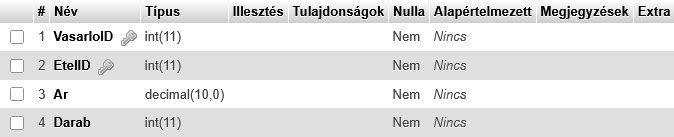 # Név Típus Illesztés Tulajdonságok Nulla Alapértelmezett Megjegyzések Extra
1 VasarloID int(11) Nem Nincs
2 EtelID int(11) Nem Nincs
3 Ar decimal(10,0) Nem Nincs
4 Darab int(11) Nem Nincs